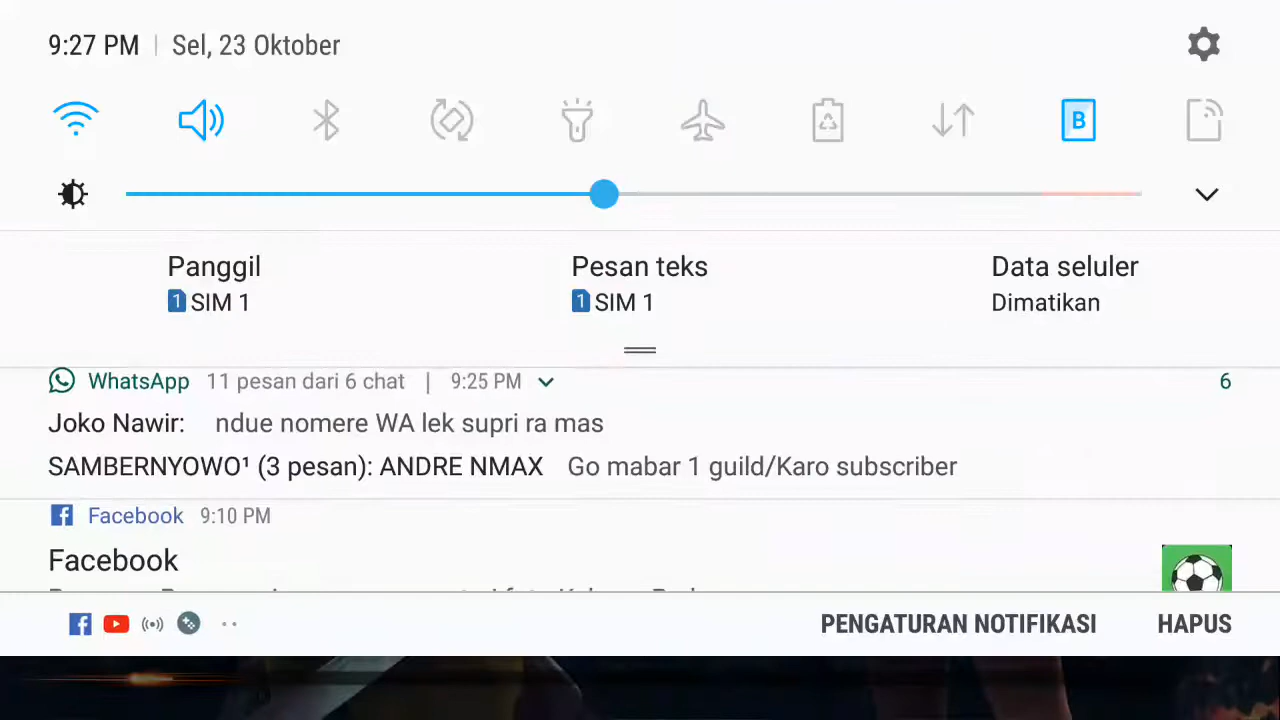 9:27 PM | Sel, 23 Oktober
B
Panggil
Pesan teks
Data seluler
1 SIM 1
1 SIM 1
Dimatikan
WhatsApp 11 pesan dari 6 chat | 9:25 PM
6
Joko Nawir: ndue nomere WA lek supri ra mas
SAMBERNYOWO¹ (3 pesan): ANDRE NMAX Go mabar 1 guild/Karo subscriber
Facebook 9:10 PM
Facebook
PENGATURAN NOTIFIKASI
HAPUS